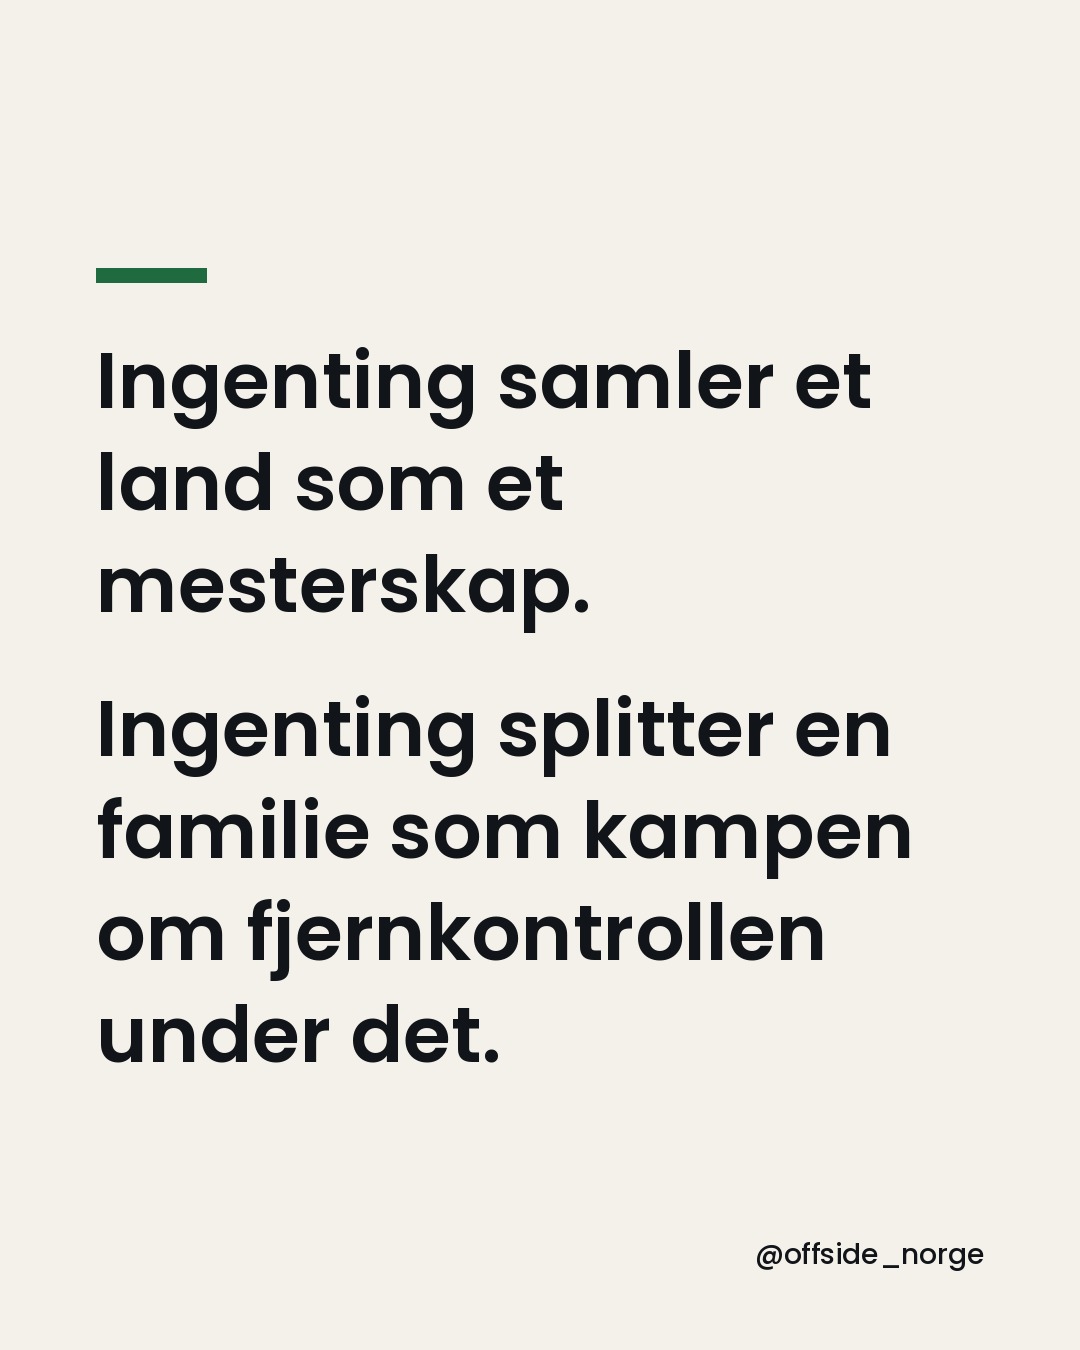 Ingenting samler et
land som et
mesterskap.
Ingenting splitter en
familie som kampen
om fjernkontrollen
under det.
@offside_norge